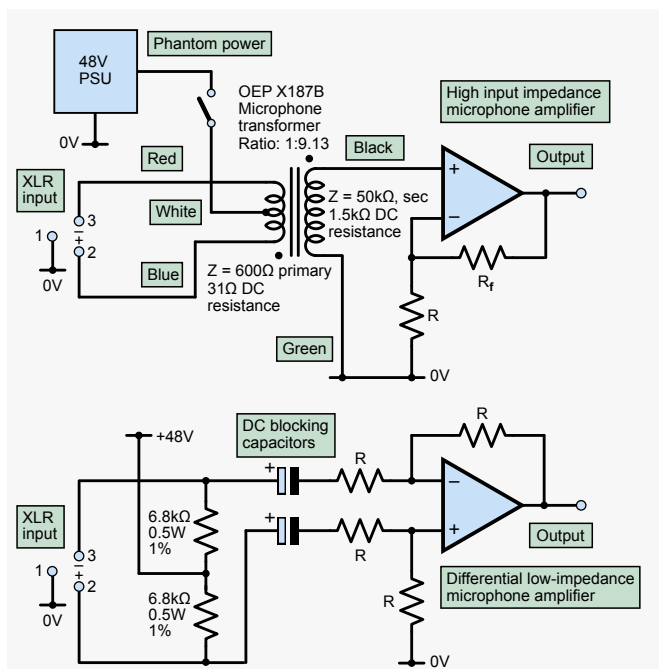 Phantom power
48V
PSU
0V
OEP X187B
Microphone
transformer
Ratio: 1:9.13
High input impedance
microphone amplifier
Black
Output
Red
XLR
input
White
3
1
2
–
+
0V
Blue
Z = 50kΩ, sec
1.5kΩ DC
resistance
Z = 600Ω primary
31Ω DC
resistance
+
–
Rf
R
Green
0V
+48V
DC blocking
capacitors
R
+
R
–
XLR
input
6.8kΩ
0.5W
1%
3
1
2
–
+
0V
+
R
+
Output
6.8kΩ
0.5W
1%
R
Differential low-impedance
microphone amplifier
0V